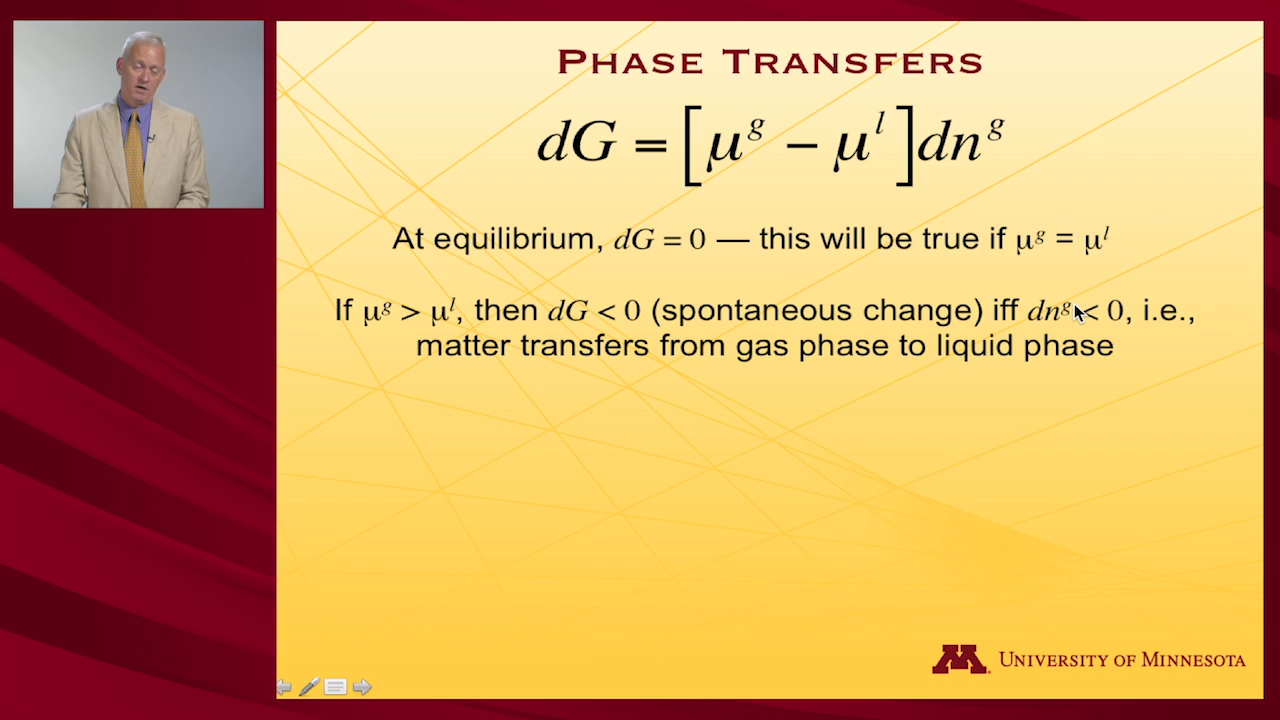 PHASE TRANSFERS
dG = [μ^g − μ^l]dn^g
At equilibrium, dG = 0 — this will be true if μ^g = μ^l
If μ^g > μ^l, then dG < 0 (spontaneous change) iff dn^g < 0, i.e.,
matter transfers from gas phase to liquid phase
M UNIVERSITY OF MINNESOTA